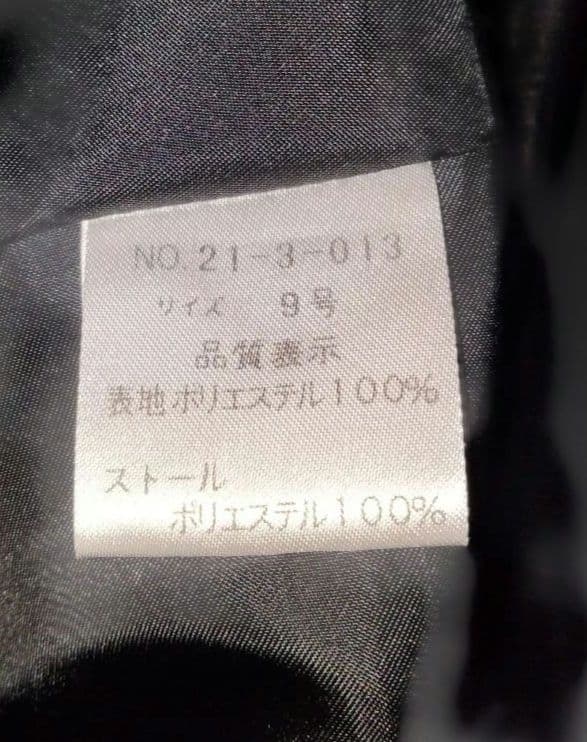 NO.21-3-013
サイズ 9号
品質表示
表地ポリエステル100%
ストール
ポリエステル100%